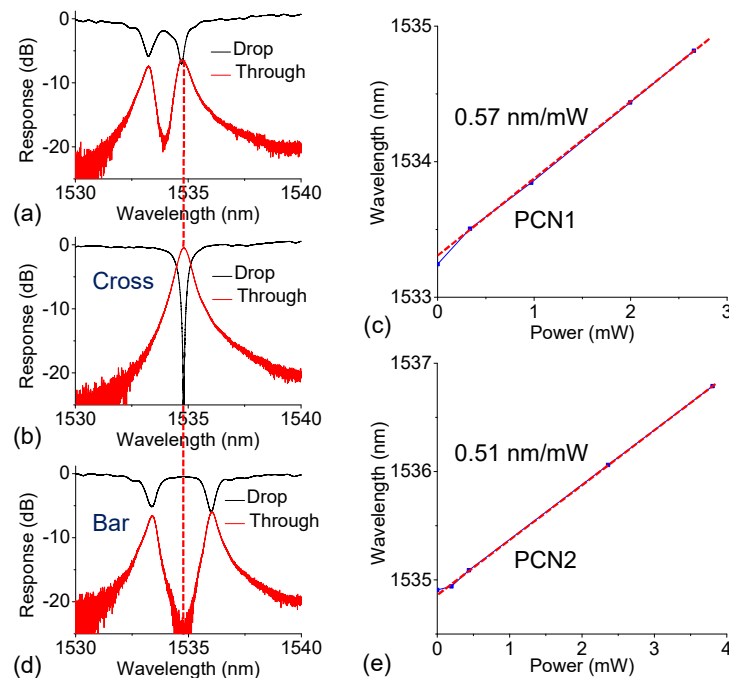 0
-10
-20
Response (dB)
Drop
Through
1530
1535
1540
Wavelength (nm)
(a)
0
-10
-20
Response (dB)
Cross
Drop
Through
1530
1535
1540
Wavelength (nm)
(b)
0
-10
-20
Response (dB)
Bar
Drop
Through
1530
1535
1540
Wavelength (nm)
(d)
1535
1534
1533
Wavelength (nm)
0.57 nm/mW
PCN1
0
1
2
3
Power (mW)
(c)
1537
1536
1535
Wavelength (nm)
0.51 nm/mW
PCN2
0
1
2
3
4
Power (mW)
(e)